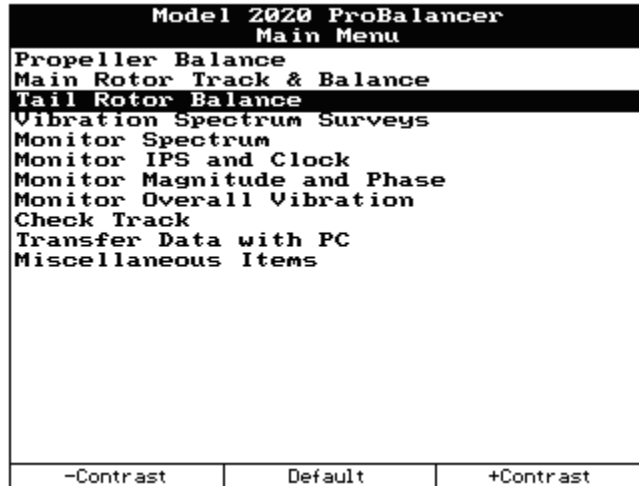 Model 2020 ProBalancer
Main Menu
Propeller Balance
Main Rotor Track & Balance
Tail Rotor Balance
Vibration Spectrum Surveys
Monitor Spectrum
Monitor IPS and Clock
Monitor Magnitude and Phase
Monitor Overall Vibration
Check Track
Transfer Data with PC
Miscellaneous Items
-Contrast Default +Contrast